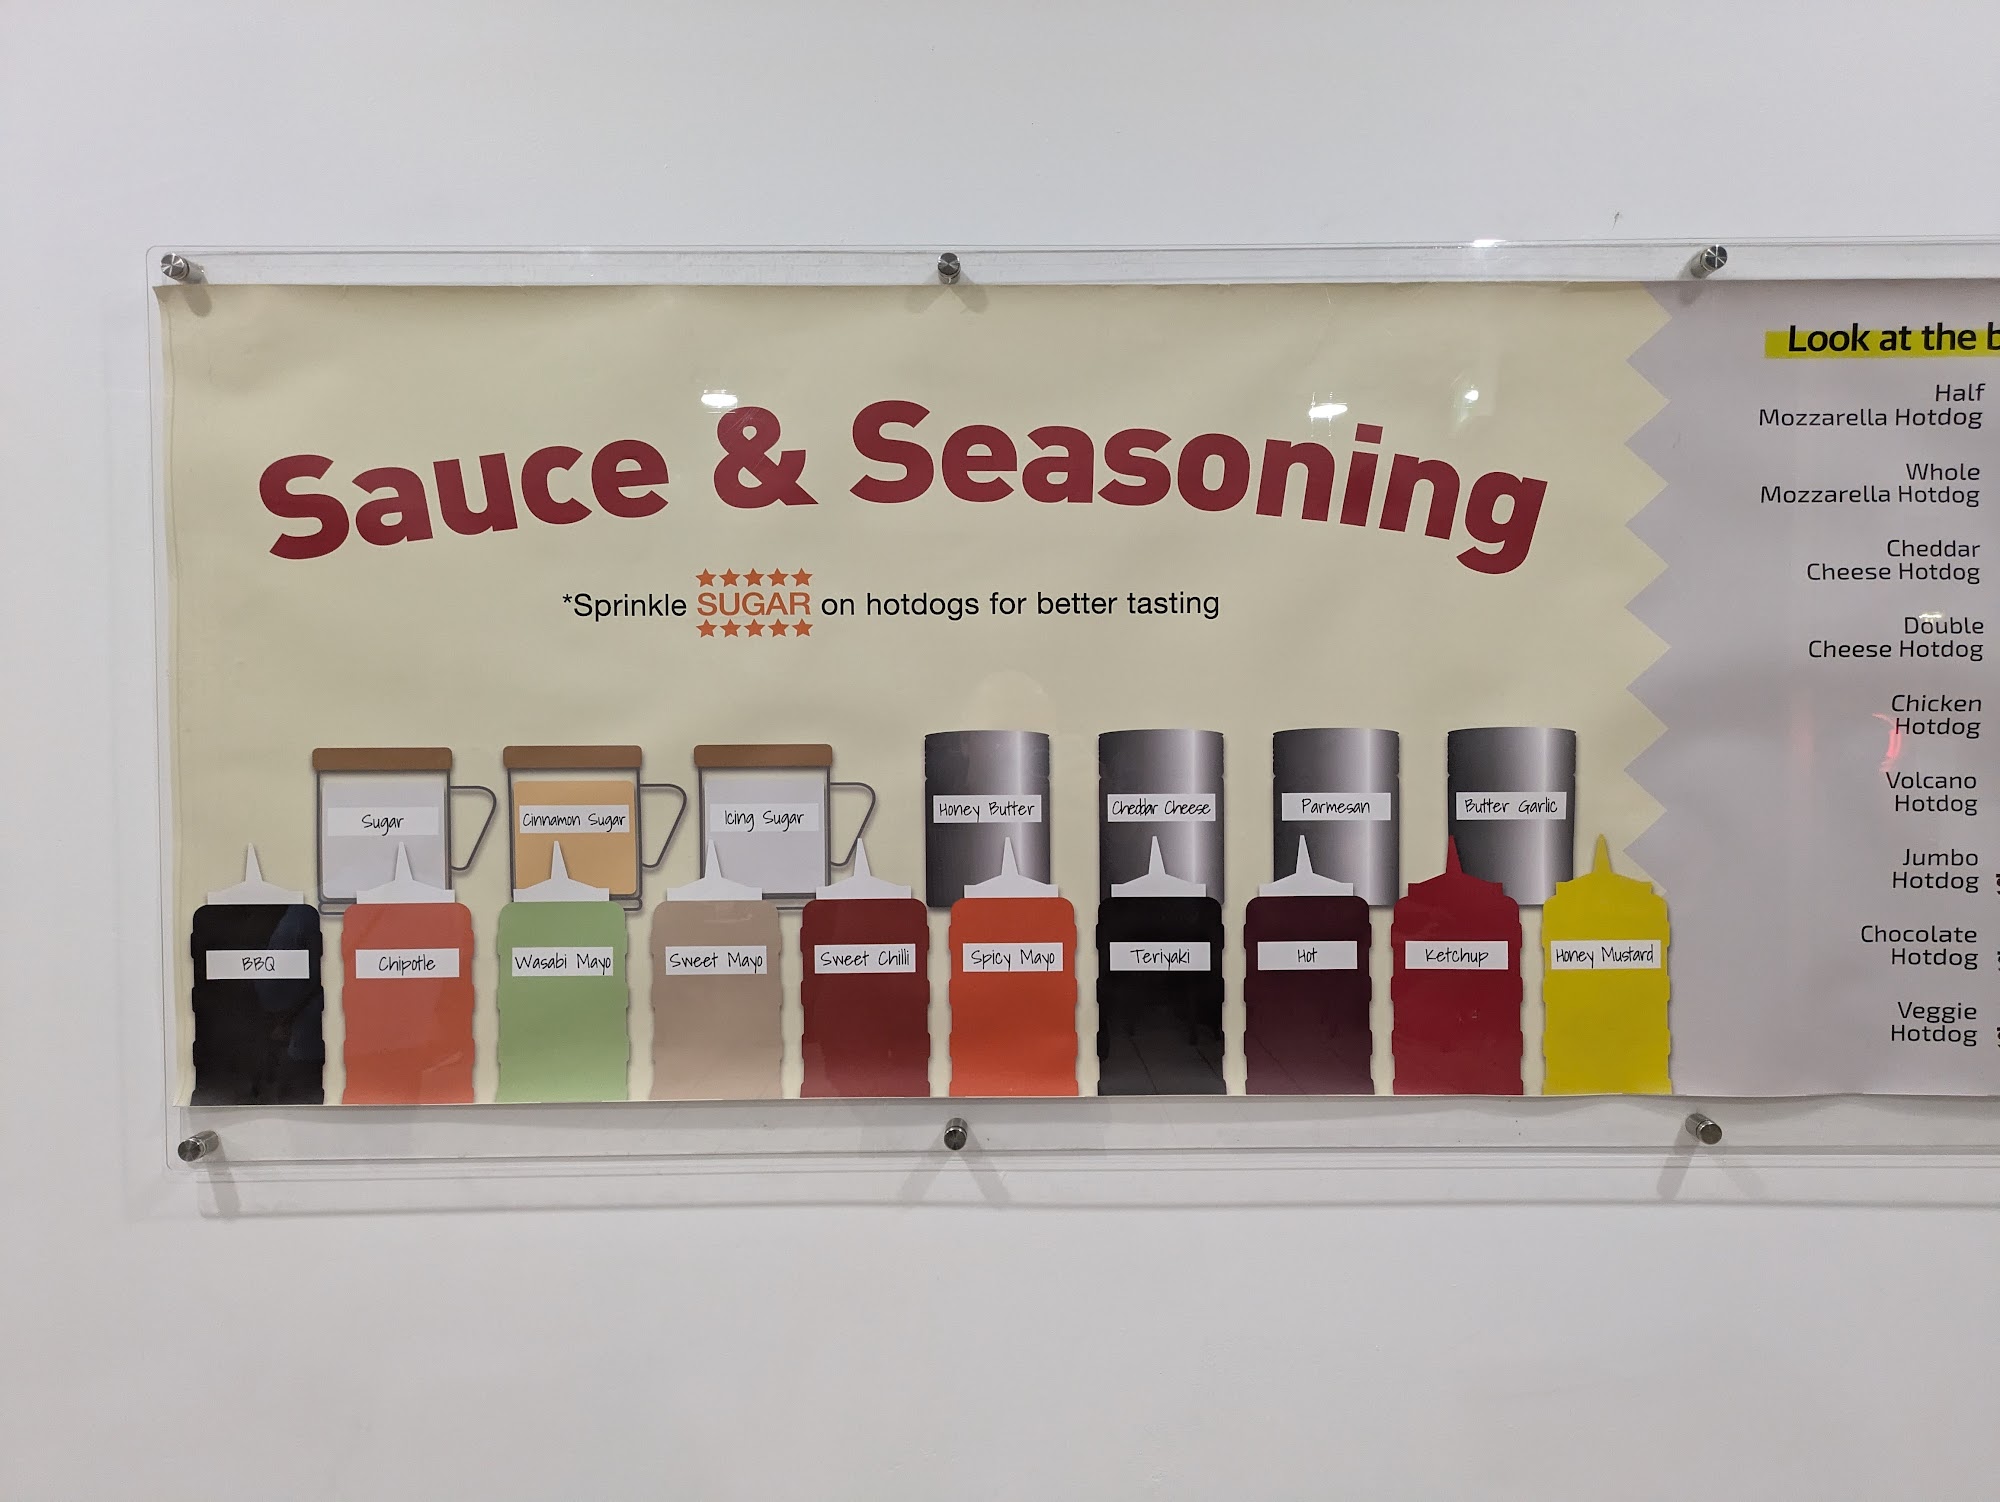 Sauce & Seasoning
*Sprinkle SUGAR on hotdogs for better tasting
Sugar
Cinnamon Sugar
Icing Sugar
Honey Butter
Cheddar Cheese
Parmesan
Butter Garlic
BBQ
Chipotle
Wasabi Mayo
Sweet Mayo
Sweet Chilli
Spicy Mayo
Teriyaki
Hot
Ketchup
Honey Mustard
Look at the
Half
Mozzarella Hotdog
Whole
Mozzarella Hotdog
Cheddar
Cheese Hotdog
Double
Cheese Hotdog
Chicken
Hotdog
Volcano
Hotdog
Jumbo
Hotdog
Chocolate
Hotdog
Veggie
Hotdog